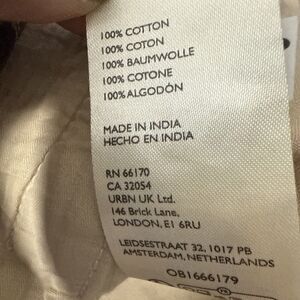 100% COTTON
100% COTON
100% BAUMWOLLE
100% COTONE
100% ALGODÓN
MADE IN INDIA
HECHO EN INDIA
RN 66170
CA 32054
URBN UK Ltd.
146 Brick Lane,
LONDON, E1 6RU
LEIDSESTRAAT 32, 1017 PB
AMSTERDAM, NETHERLANDS
OB1666179